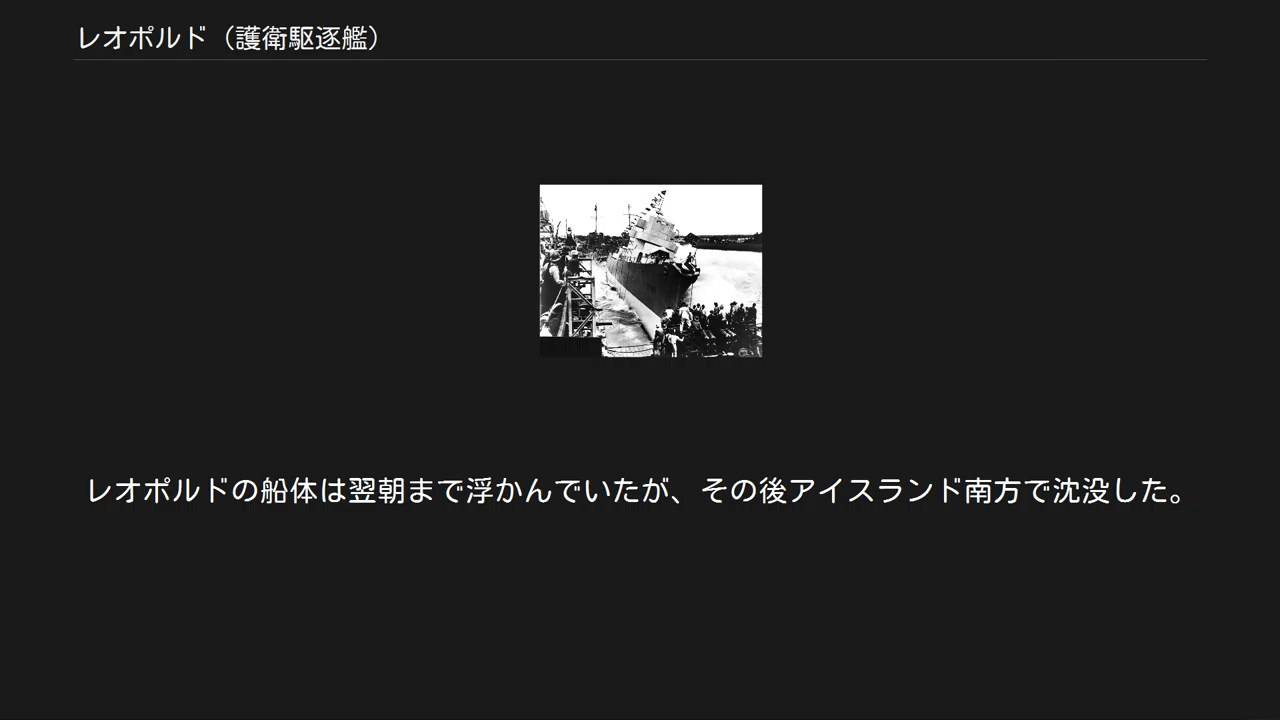 レオポルド（護衛駆逐艦）
レオポルドの船体は翌朝まで浮かんでいたが、その後アイスランド南方で沈没した。